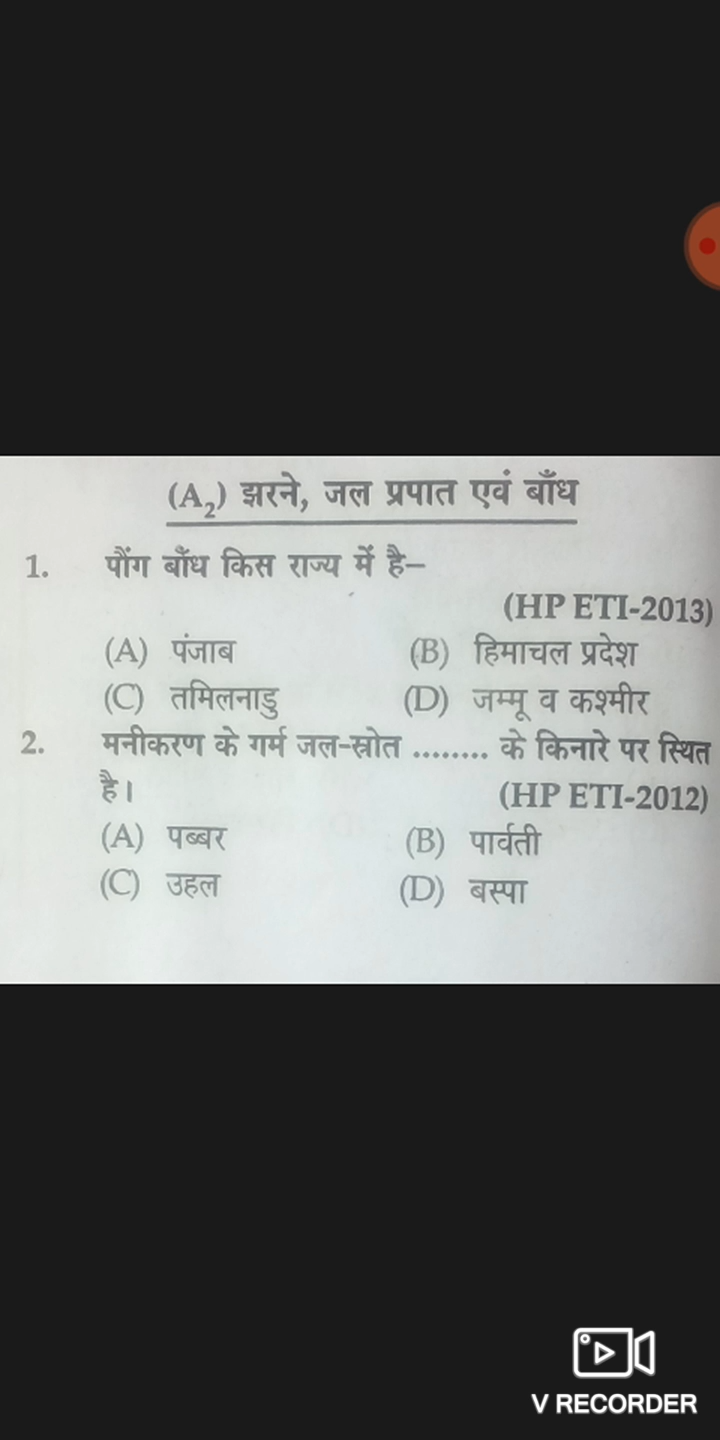 (A₂) झरने, जल प्रपात एवं बाँध
1. पौंग बाँध किस राज्य में है–
(HP ETI-2013)
(A) पंजाब (B) हिमाचल प्रदेश
(C) तमिलनाडु (D) जम्मू व कश्मीर
2. मनीकरण के गर्म जल-स्रोत ........ के किनारे पर स्थित
है। (HP ETI-2012)
(A) पब्बर (B) पार्वती
(C) उहल (D) बस्पा
V RECORDER